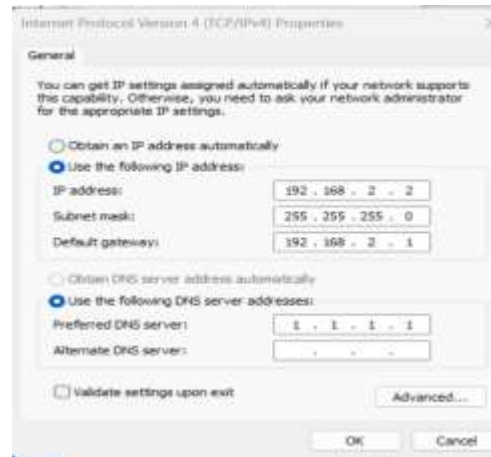 Internet Protocol Version 4 (TCP/IPv4) Properties
General
You can get IP settings assigned automatically if your network supports
this capability. Otherwise, you need to ask your network administrator
for the appropriate IP settings.
Obtain an IP address automatically
Use the following IP address:
IP address: 192 . 168 . 2 . 2
Subnet mask: 255 . 255 . 255 . 0
Default gateway: 192 . 168 . 2 . 1
Obtain DNS server address automatically
Use the following DNS server addresses:
Preferred DNS server: 1 . 1 . 1 . 1
Alternate DNS server: . . .
Validate settings upon exit
Advanced...
OK Cancel